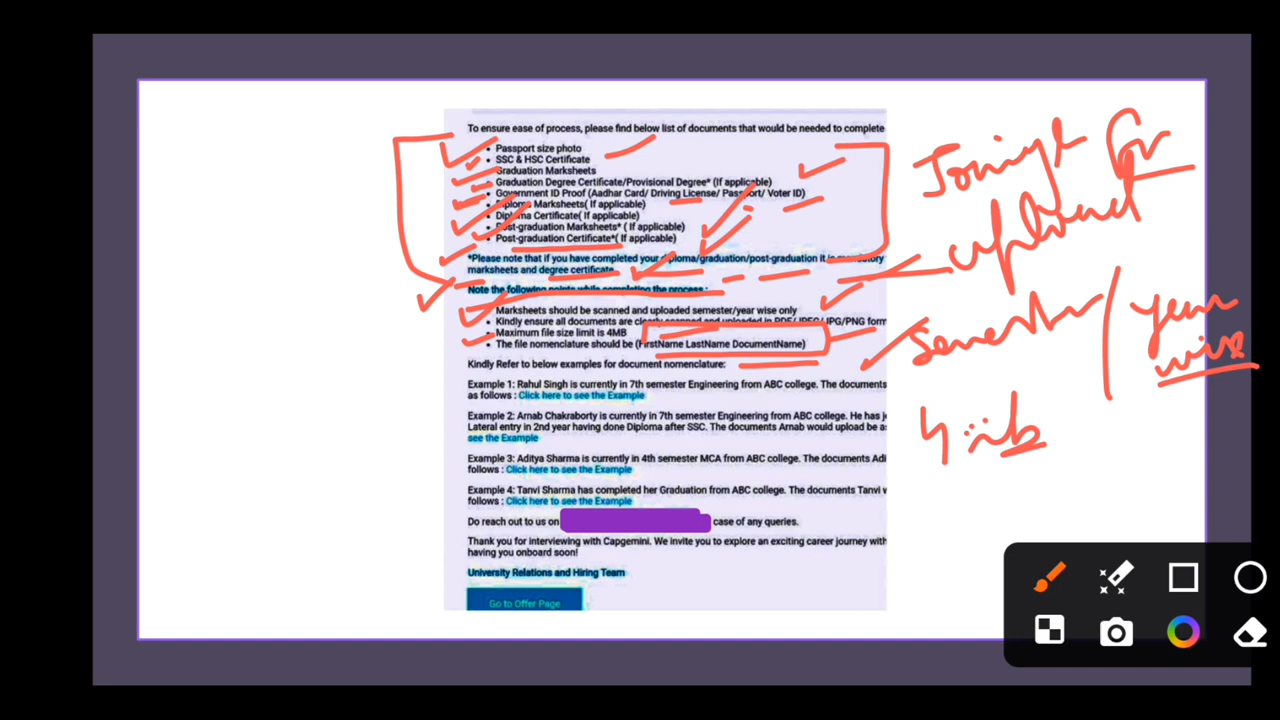 To ensure ease of process, please find below list of documents that would be needed to complete
• Passport size photo
• SSC & HSC Certificate
Graduation Marksheets
• Graduation Degree Certificate/Provisional Degree* (If applicable)
• Government ID Proof (Aadhar Card/ Driving License/ Passport/ Voter ID)
• Diploma Marksheets( If applicable)
• Diploma Certificate( If applicable)
• Post-graduation Marksheets* ( If applicable)
• Post-graduation Certificate*( If applicable)
*Please note that if you have completed your diploma/graduation/post-graduation it is mandatory
marksheets and degree certificate.
Note the following points while completing the process :
Marksheets should be scanned and uploaded semester/year wise only
• Kindly ensure all documents are clearly scanned and uploaded in PDF/ JPEG/ JPG/PNG form
• Maximum file size limit is 4MB
• The file nomenclature should be (FirstName LastName DocumentName)
Kindly Refer to below examples for document nomenclature:
Example 1: Rahul Singh is currently in 7th semester Engineering from ABC college. The documents
as follows : Click here to see the Example
Example 2: Arnab Chakraborty is currently in 7th semester Engineering from ABC college. He has
Lateral entry in 2nd year having done Diploma after SSC. The documents Arnab would upload be a
see the Example
Example 3: Aditya Sharma is currently in 4th semester MCA from ABC college. The documents Adi
follows : Click here to see the Example
Example 4: Tanvi Sharma has completed her Graduation from ABC college. The documents Tanvi
follows : Click here to see the Example
Do reach out to us on case of any queries.
Thank you for interviewing with Capgemini. We invite you to explore an exciting career journey with
having you onboard soon!
University Relations and Hiring Team
Go to Offer Page
upload
Semester/ year
wise